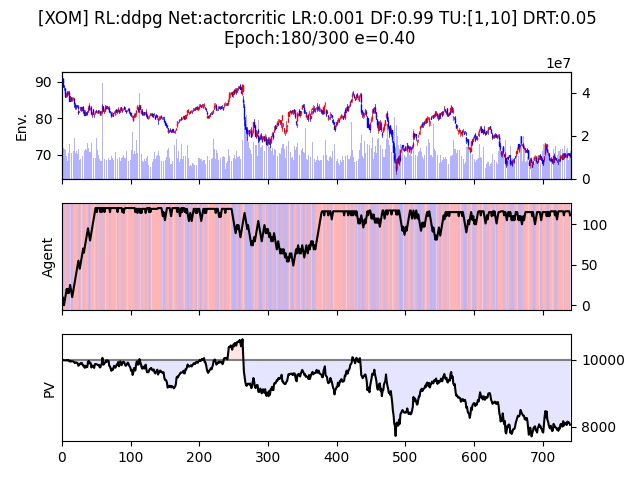 [XOM] RL:ddpg Net:actorcritic LR:0.001 DF:0.99 TU:[1,10] DRT:0.05
Epoch:180/300 e=0.40
1e7
90
80
70
Env.
4
2
0
Agent
100
50
0
PV
10000
8000
0 100 200 300 400 500 600 700